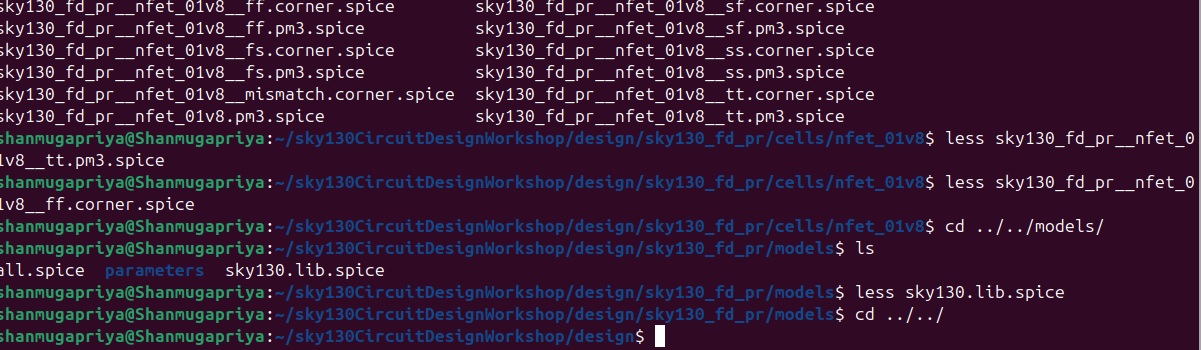 sky130_fd_pr__nfet_01v8__ff.corner.spice sky130_fd_pr__nfet_01v8__sf.corner.spice
sky130_fd_pr__nfet_01v8__ff.pm3.spice sky130_fd_pr__nfet_01v8__sf.pm3.spice
sky130_fd_pr__nfet_01v8__fs.corner.spice sky130_fd_pr__nfet_01v8__ss.corner.spice
sky130_fd_pr__nfet_01v8__fs.pm3.spice sky130_fd_pr__nfet_01v8__ss.pm3.spice
sky130_fd_pr__nfet_01v8__mismatch.corner.spice sky130_fd_pr__nfet_01v8__tt.corner.spice
sky130_fd_pr__nfet_01v8.pm3.spice sky130_fd_pr__nfet_01v8__tt.pm3.spice
shanmugapriya@Shanmugapriya:~/sky130CircuitDesignWorkshop/design/sky130_fd_pr/cells/nfet_01v8$ less sky130_fd_pr__nfet_0
1v8__tt.pm3.spice
shanmugapriya@Shanmugapriya:~/sky130CircuitDesignWorkshop/design/sky130_fd_pr/cells/nfet_01v8$ less sky130_fd_pr__nfet_0
1v8__ff.corner.spice
shanmugapriya@Shanmugapriya:~/sky130CircuitDesignWorkshop/design/sky130_fd_pr/cells/nfet_01v8$ cd ../../models/
shanmugapriya@Shanmugapriya:~/sky130CircuitDesignWorkshop/design/sky130_fd_pr/models$ ls
all.spice parameters sky130.lib.spice
shanmugapriya@Shanmugapriya:~/sky130CircuitDesignWorkshop/design/sky130_fd_pr/models$ less sky130.lib.spice
shanmugapriya@Shanmugapriya:~/sky130CircuitDesignWorkshop/design/sky130_fd_pr/models$ cd ../../
shanmugapriya@Shanmugapriya:~/sky130CircuitDesignWorkshop/design$